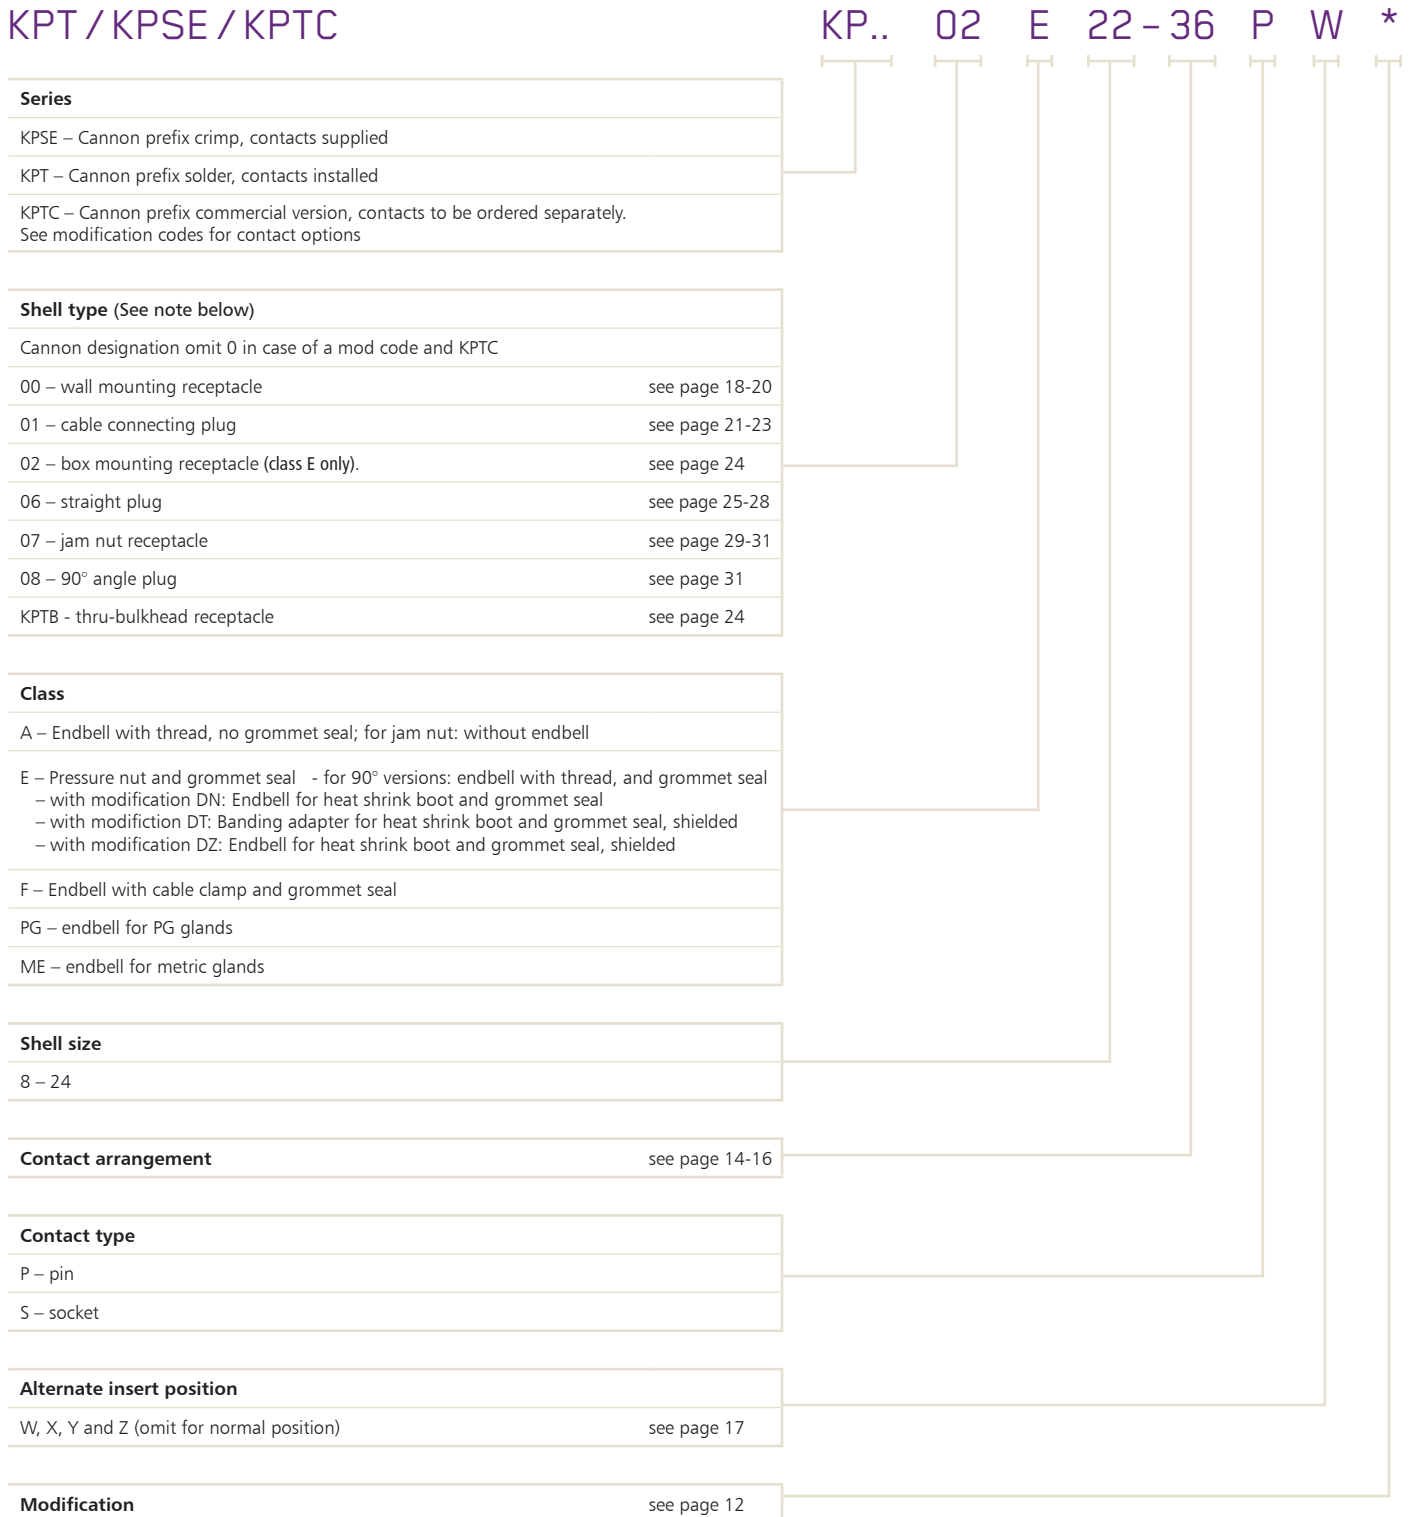 KPT / KPSE / KPTC
KP.. 02 E 22 – 36 P W *
Series
KPSE – Cannon prefix crimp, contacts supplied
KPT – Cannon prefix solder, contacts installed
KPTC – Cannon prefix commercial version, contacts to be ordered separately.
See modification codes for contact options
Shell type (See note below)
Cannon designation omit 0 in case of a mod code and KPTC
00 – wall mounting receptacle see page 18-20
01 – cable connecting plug see page 21-23
02 – box mounting receptacle (class E only). see page 24
06 – straight plug see page 25-28
07 – jam nut receptacle see page 29-31
08 – 90° angle plug see page 31
KPTB - thru-bulkhead receptacle see page 24
Class
A – Endbell with thread, no grommet seal; for jam nut: without endbell
E – Pressure nut and grommet seal - for 90° versions: endbell with thread, and grommet seal
– with modification DN: Endbell for heat shrink boot and grommet seal
– with modifiction DT: Banding adapter for heat shrink boot and grommet seal, shielded
– with modification DZ: Endbell for heat shrink boot and grommet seal, shielded
F – Endbell with cable clamp and grommet seal
PG – endbell for PG glands
ME – endbell for metric glands
Shell size
8 – 24
Contact arrangement see page 14-16
Contact type
P – pin
S – socket
Alternate insert position
W, X, Y and Z (omit for normal position) see page 17
Modification see page 12